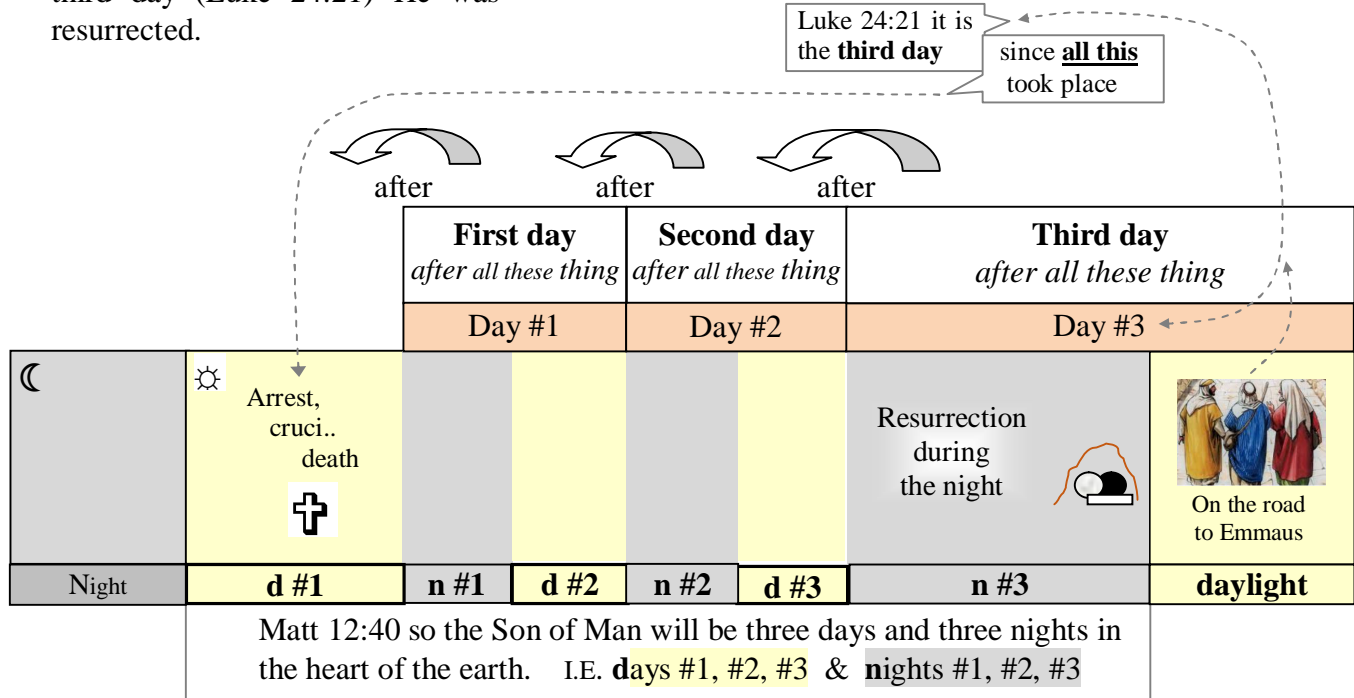 third day (Luke 24:21) He was
resurrected.
Luke 24:21 it is
the third day
since all this
took place
after after after
First day Second day Third day
after all these thing after all these thing after all these thing
Day #1 Day #2 Day #3
Arrest,
cruci..
death
Resurrection
during
the night
On the road
to Emmaus
Night d #1 n #1 d #2 n #2 d #3 n #3 daylight
Matt 12:40 so the Son of Man will be three days and three nights in
the heart of the earth. I.E. days #1, #2, #3 & nights #1, #2, #3